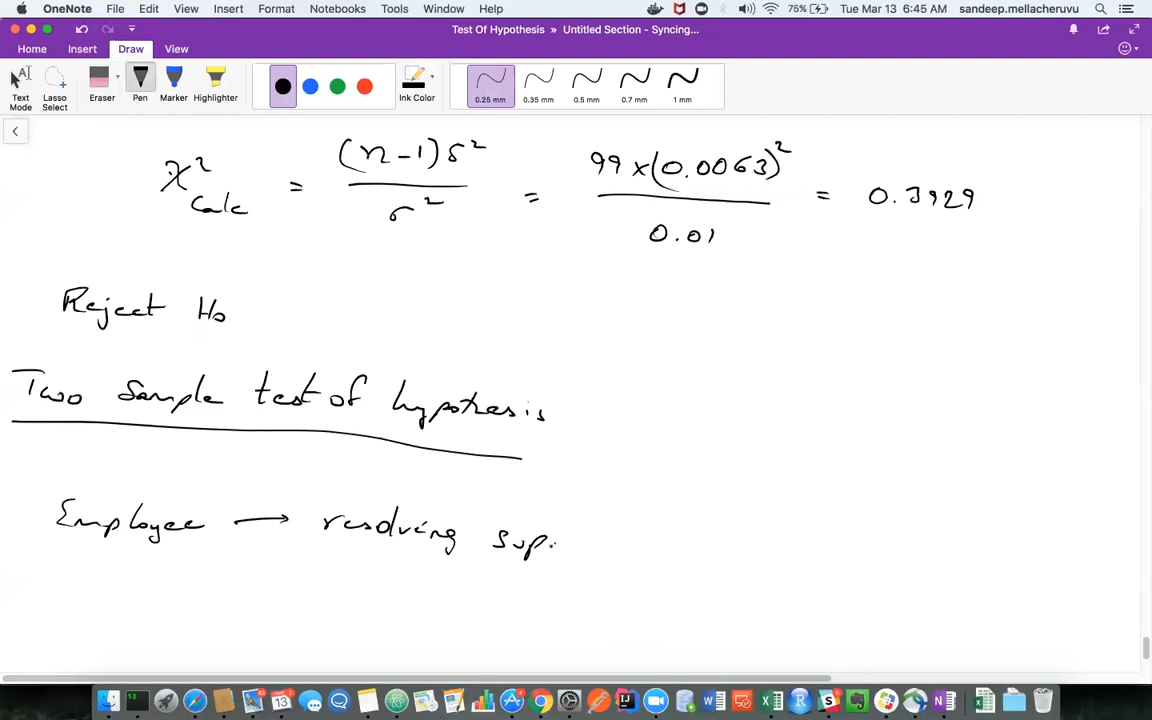 OneNote File Edit View Insert Format Notebooks Tools Window Help 75% Tue Mar 13 6:45 AM sandeep.mellacheruvu
Test Of Hypothesis » Untitled Section - Syncing...
Home Insert Draw View
Text Mode Lasso Select Eraser Pen Marker Highlighter Ink Color 0.25 mm 0.35 mm 0.5 mm 0.7 mm 1 mm
χ² Calc = (n-1)s² / σ² = 99×(0.0063)² / 0.01 = 0.3929
Reject H₀
Two Sample test of hypothesis
Employee → resolving sup.